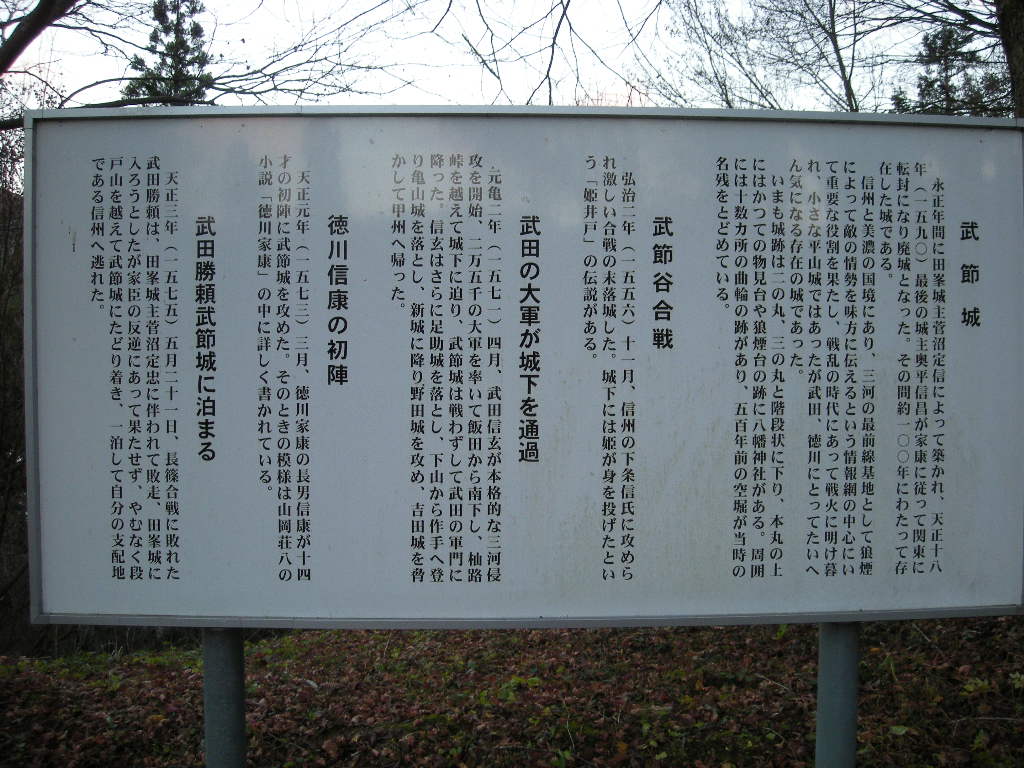 武節城
永正年間に田峯城主菅沼定信によって築かれ、天正十八
年（一五九〇）最後の城主奥平信昌が家康に従って関東に
転封になり廃城となった。その間約一〇〇年にわたって存
在した城である。
信州と美濃の国境にあり、三河の最前線基地として狼煙
によって敵の情勢を味方に伝えるという情報網の中心にい
て重要な役割を果たし、戦乱の時代にあって戦火に明け暮
れ、小さな平山城ではあったが武田、徳川にとってたいへ
ん気になる存在の城であった。
いまも城跡は二の丸、三の丸と階段状に下り、本丸の上
にはかつての物見台や狼煙台の跡に八幡神社がある。周囲
には十数カ所の曲輪の跡があり、五百年前の空堀が当時の
名残をとどめている。
武節谷合戦
弘治二年（一五五六）十一月、信州の下条信氏に攻めら
れ激しい合戦の末落城した。城下には姫が身を投げたとい
う「姫井戸」の伝説がある。
武田の大軍が城下を通過
元亀二年（一五七一）四月、武田信玄が本格的な三河侵
攻を開始、二万五千の大軍を率いて飯田から南下し、杣路
峠を越えて城下に迫り、武節城は戦わずして武田の軍門に
降った。信玄はさらに足助城を落とし、下山から作手へ登
り亀山城を落とし、新城に降り野田城を攻め、吉田城を脅
かして甲州へ帰った。
徳川信康の初陣
天正元年（一五七三）三月、徳川家康の長男信康が十四
才の初陣に武節城を攻めた。そのときの模様は山岡荘八の
小説「徳川家康」の中に詳しく書かれている。
武田勝頼武節城に泊まる
天正三年（一五七五）五月二十一日、長篠合戦に敗れた
武田勝頼は、田峯城主菅沼定忠に伴われて敗走、田峯城に
入ろうとしたが家臣の反逆にあって果たせず、やむなく段
戸山を越えて武節城にたどり着き、一泊して自分の支配地
である信州へ逃れた。